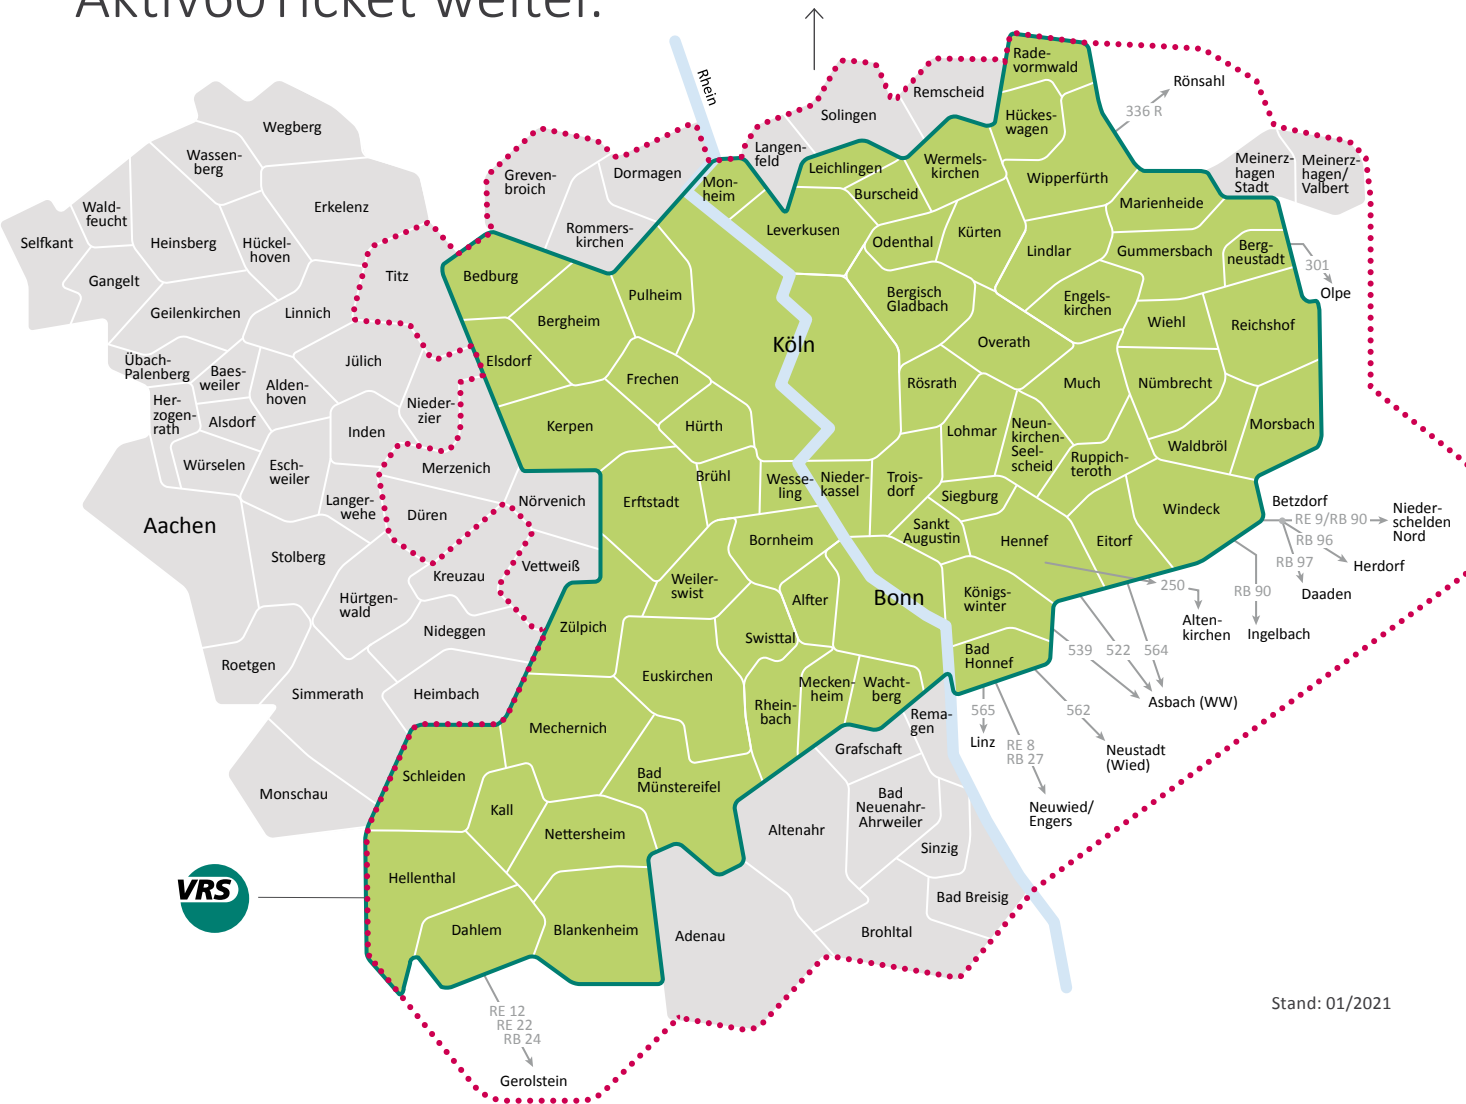 Aktiv60Ticket weiter.
Rhein
Rade-
vormwald
Rönsahl
336 R
Remscheid
Solingen
Hückes-
wagen
Wegberg
Wassen-
berg
Langen-
feld
Leichlingen
Wermels-
kirchen
Wipperfürth
Meinerz-
hagen
Stadt
Meinerz-
hagen/
Valbert
Greven-
broich
Dormagen
Mon-
heim
Burscheid
Marienheide
Wald-
feucht
Erkelenz
Selfkant
Heinsberg
Hückel-
hoven
Rommers-
kirchen
Leverkusen
Odenthal
Kürten
Lindlar
Gummersbach
Berg-
neustadt
301
Olpe
Gangelt
Titz
Bedburg
Pulheim
Bergisch
Gladbach
Engels-
kirchen
Geilenkirchen
Linnich
Bergheim
Wiehl
Reichshof
Köln
Overath
Übach-
Palenberg
Baes-
weiler
Jülich
Elsdorf
Frechen
Rösrath
Much
Nümbrecht
Alden-
hoven
Her-
zogen-
rath
Alsdorf
Nieder-
zier
Inden
Kerpen
Hürth
Lohmar
Neun-
kirchen-
Seel-
scheid
Ruppich-
teroth
Waldbröl
Morsbach
Würselen
Esch-
weiler
Merzenich
Langer-
wehe
Düren
Nörvenich
Erftstadt
Brühl
Wesse-
ling
Nieder-
kassel
Trois-
dorf
Siegburg
Windeck
Betzdorf
RE 9/RB 90
Nieder-
schelden
Nord
RB 96
Herdorf
RB 97
Daaden
RB 90
Ingelbach
Aachen
Stolberg
Bornheim
Sankt
Augustin
Hennef
Eitorf
250
Alten-
kirchen
Kreuzau
Vettweiß
Weiler-
swist
Alfter
Bonn
Königs-
winter
Hürtgen-
wald
Nideggen
Zülpich
Swisttal
Bad
Honnef
539
522
564
Asbach (WW)
Roetgen
Simmerath
Heimbach
Euskirchen
Rhein-
bach
Mecken-
heim
Wacht-
berg
Rema-
gen
565
Linz
562
Neustadt
(Wied)
RE 8
RB 27
Neuwied/
Engers
Mechernich
Grafschaft
Schleiden
Bad
Münstereifel
Monschau
Kall
Nettersheim
Altenahr
Bad
Neuenahr-
Ahrweiler
Sinzig
Hellenthal
VRS
Bad Breisig
Dahlem
Blankenheim
Adenau
Brohltal
RE 12
RE 22
RB 24
Gerolstein
Stand: 01/2021